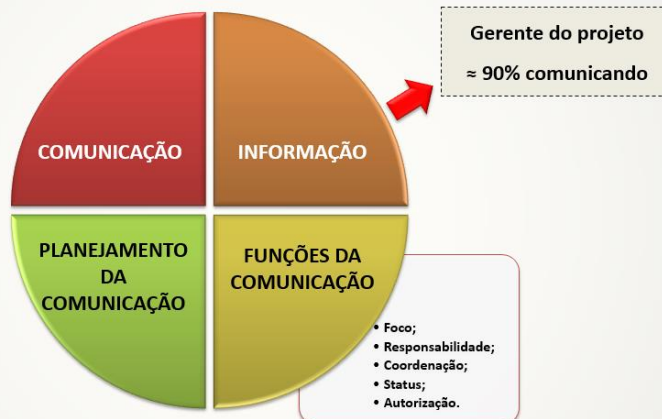 Gerente do projeto
≈ 90% comunicando
COMUNICAÇÃO
INFORMAÇÃO
PLANEJAMENTO
DA
COMUNICAÇÃO
FUNÇÕES DA
COMUNICAÇÃO
• Foco;
• Responsabilidade;
• Coordenação;
• Status;
• Autorização.